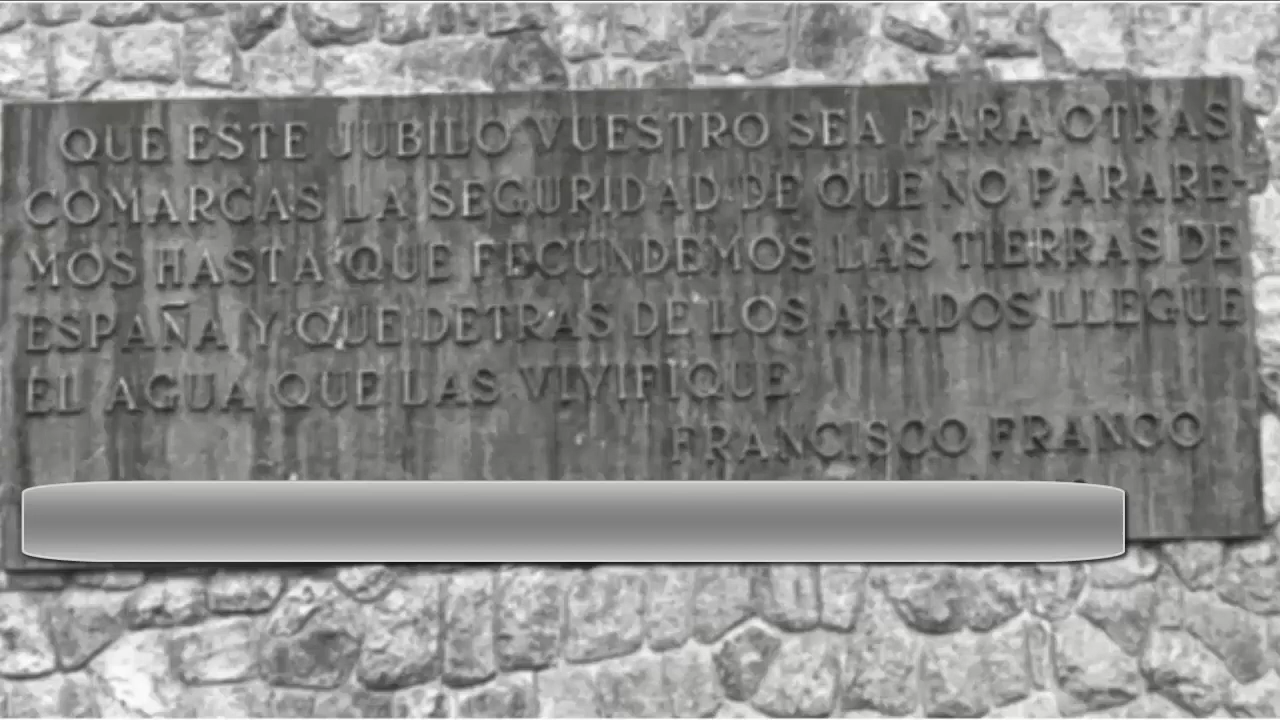 QUE ESTE JUBILO VUESTRO SEA PARA OTRAS
COMARCAS LA SEGURIDAD DE QUE NO PARARE-
MOS HASTA QUE FECUNDEMOS LAS TIERRAS DE
ESPAÑA Y QUE DETRAS DE LOS ARADOS LLEGUE
EL AGUA QUE LAS VIVIFIQUE.
FRANCISCO FRANCO